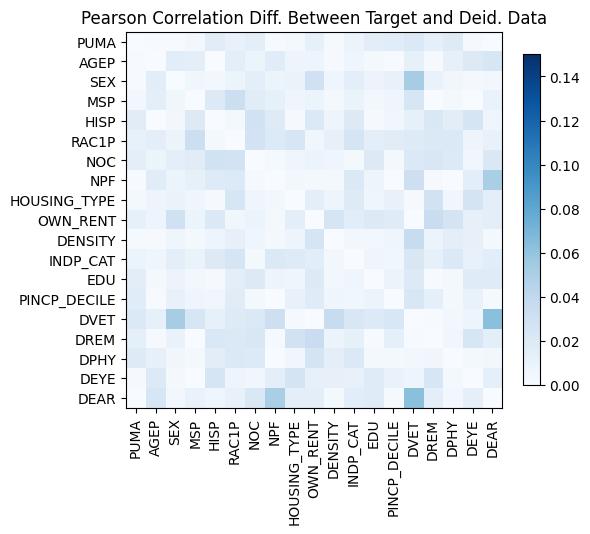 Pearson Correlation Diff. Between Target and Deid. Data
PUMA
AGEP
SEX
MSP
HISP
RAC1P
NOC
NPF
HOUSING_TYPE
OWN_RENT
DENSITY
INDP_CAT
EDU
PINCP_DECILE
DVET
DREM
DPHY
DEYE
DEAR
PUMA
AGEP
SEX
MSP
HISP
RAC1P
NOC
NPF
HOUSING_TYPE
OWN_RENT
DENSITY
INDP_CAT
EDU
PINCP_DECILE
DVET
DREM
DPHY
DEYE
DEAR
0.14
0.12
0.10
0.08
0.06
0.04
0.02
0.00